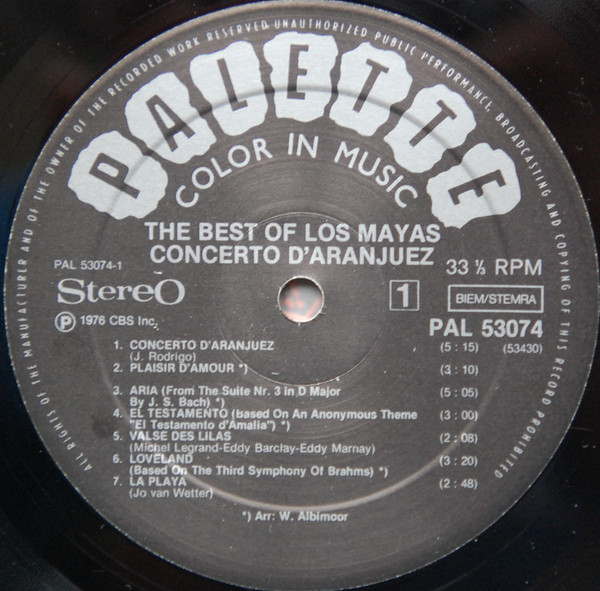 ALL RIGHTS OF THE MANUFACTURER AND OF THE OWNER OF THE RECORDED WORK RESERVED UNAUTHORIZED PUBLIC PERFORMANCE, BROADCASTING AND COPYING OF THIS RECORD PROHIBITED
PALETTE
COLOR IN MUSIC
THE BEST OF LOS MAYAS
CONCERTO D'ARANJUEZ
33 ⅓ RPM
PAL 53074-1
Stereo
1
BIEM/STEMRA
Ⓟ 1976 CBS Inc.
PAL 53074
1. CONCERTO D'ARANJUEZ (5 : 15) (53430)
(J. Rodrigo)
2. PLAISIR D'AMOUR *) (3 : 10)
3. ARIA (From The Suite Nr. 3 in D Major (5 : 05)
By J. S. Bach) *)
4. EL TESTAMENTO (Based On An Anonymous Theme (3 : 00)
"El Testamento d'Amalia") *)
5. VALSE DES LILAS (2 : 08)
(Michel Legrand-Eddy Barclay-Eddy Marnay)
6. LOVELAND (3 : 20)
(Based On The Third Symphony Of Brahms) *)
7. LA PLAYA (2 : 48)
(Jo van Wetter)
*) Arr: W. Albimoor